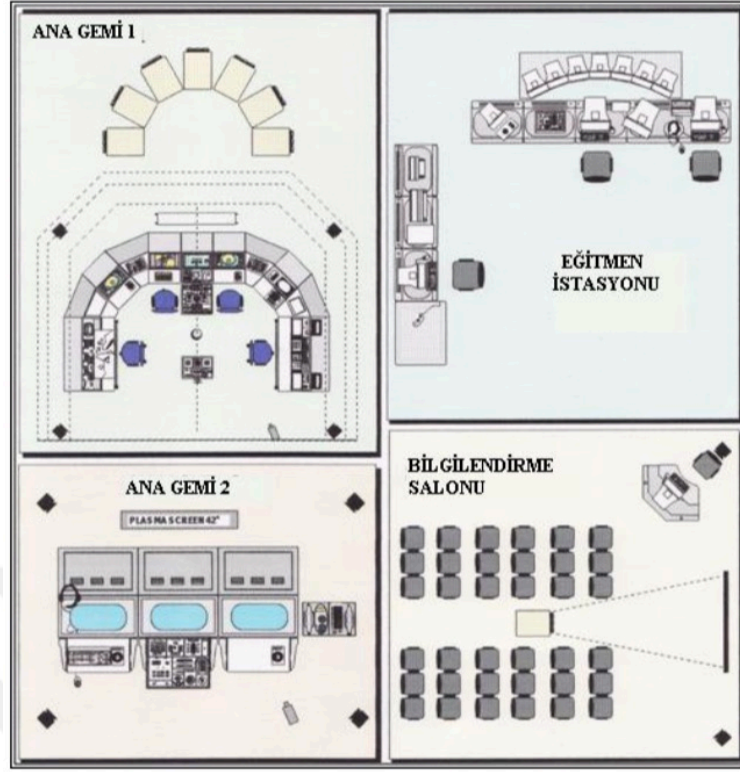 ANA GEMİ 1
EĞİTMEN
İSTASYONU
ANA GEMİ 2
PLASMA SCREEN 42"
BİLGİLENDİRME
SALONU